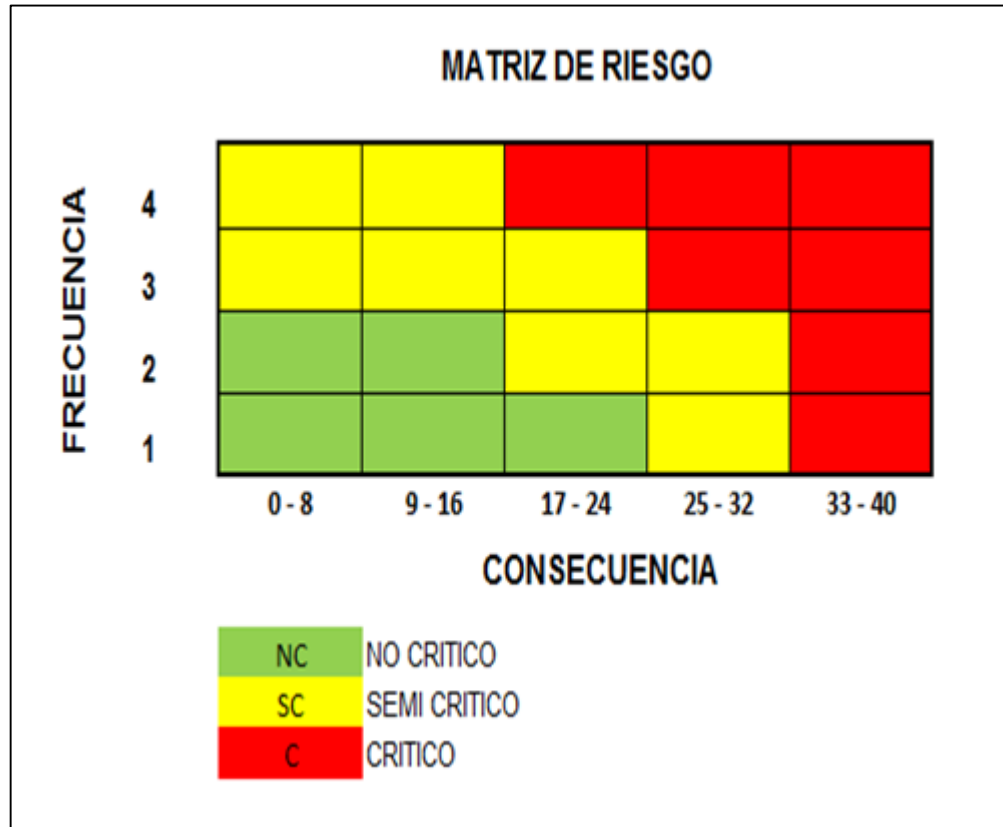 MATRIZ DE RIESGO
FRECUENCIA
4
3
2
1
0 - 8 9 - 16 17 - 24 25 - 32 33 - 40
CONSECUENCIA
NC NO CRITICO
SC SEMI CRITICO
C CRITICO